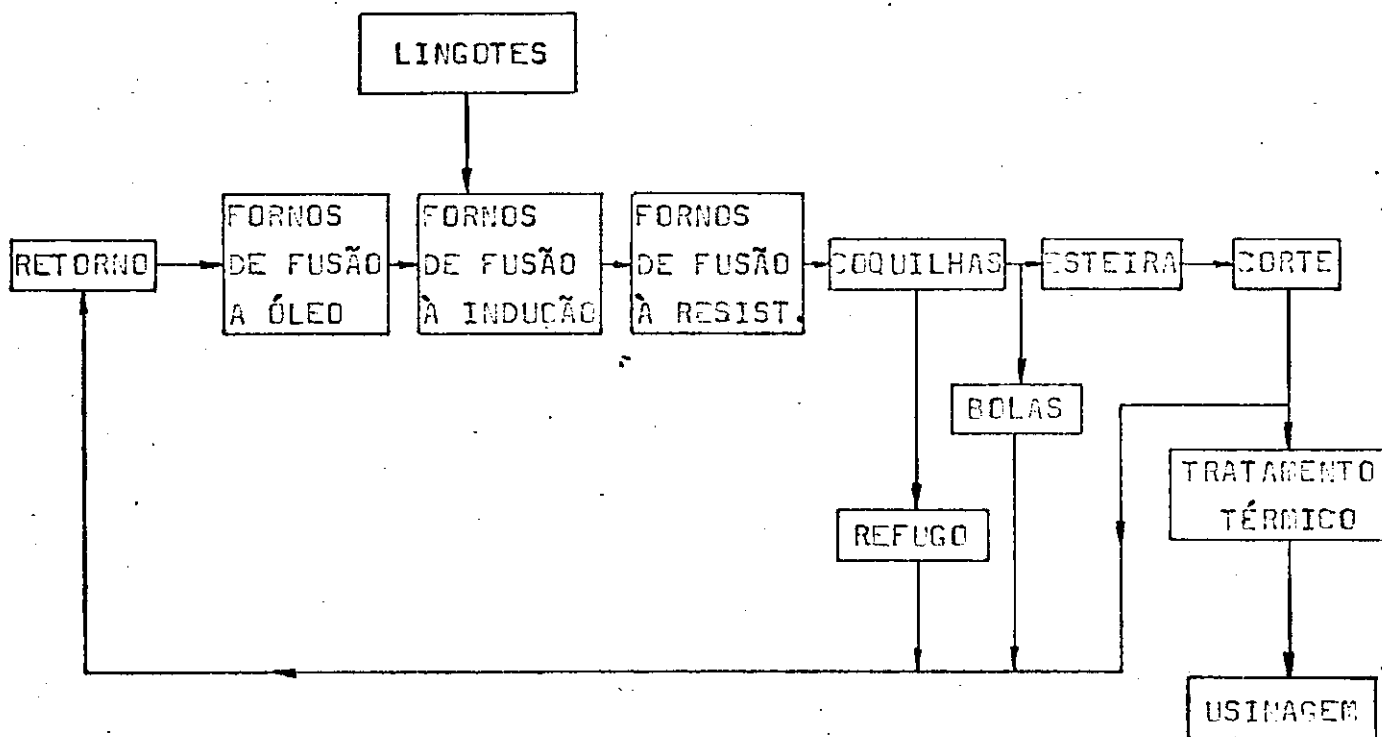 LINGOTES
RETORNO
FORNOS
DE FUSÃO
A ÓLEO
FORNOS
DE FUSÃO
À INDUÇÃO
FORNOS
DE FUSÃO
À RESIST.
COQUILHAS
ESTEIRA
CORTE
BOLAS
REFUGO
TRATAMENTO
TÉRMICO
USINAGEM